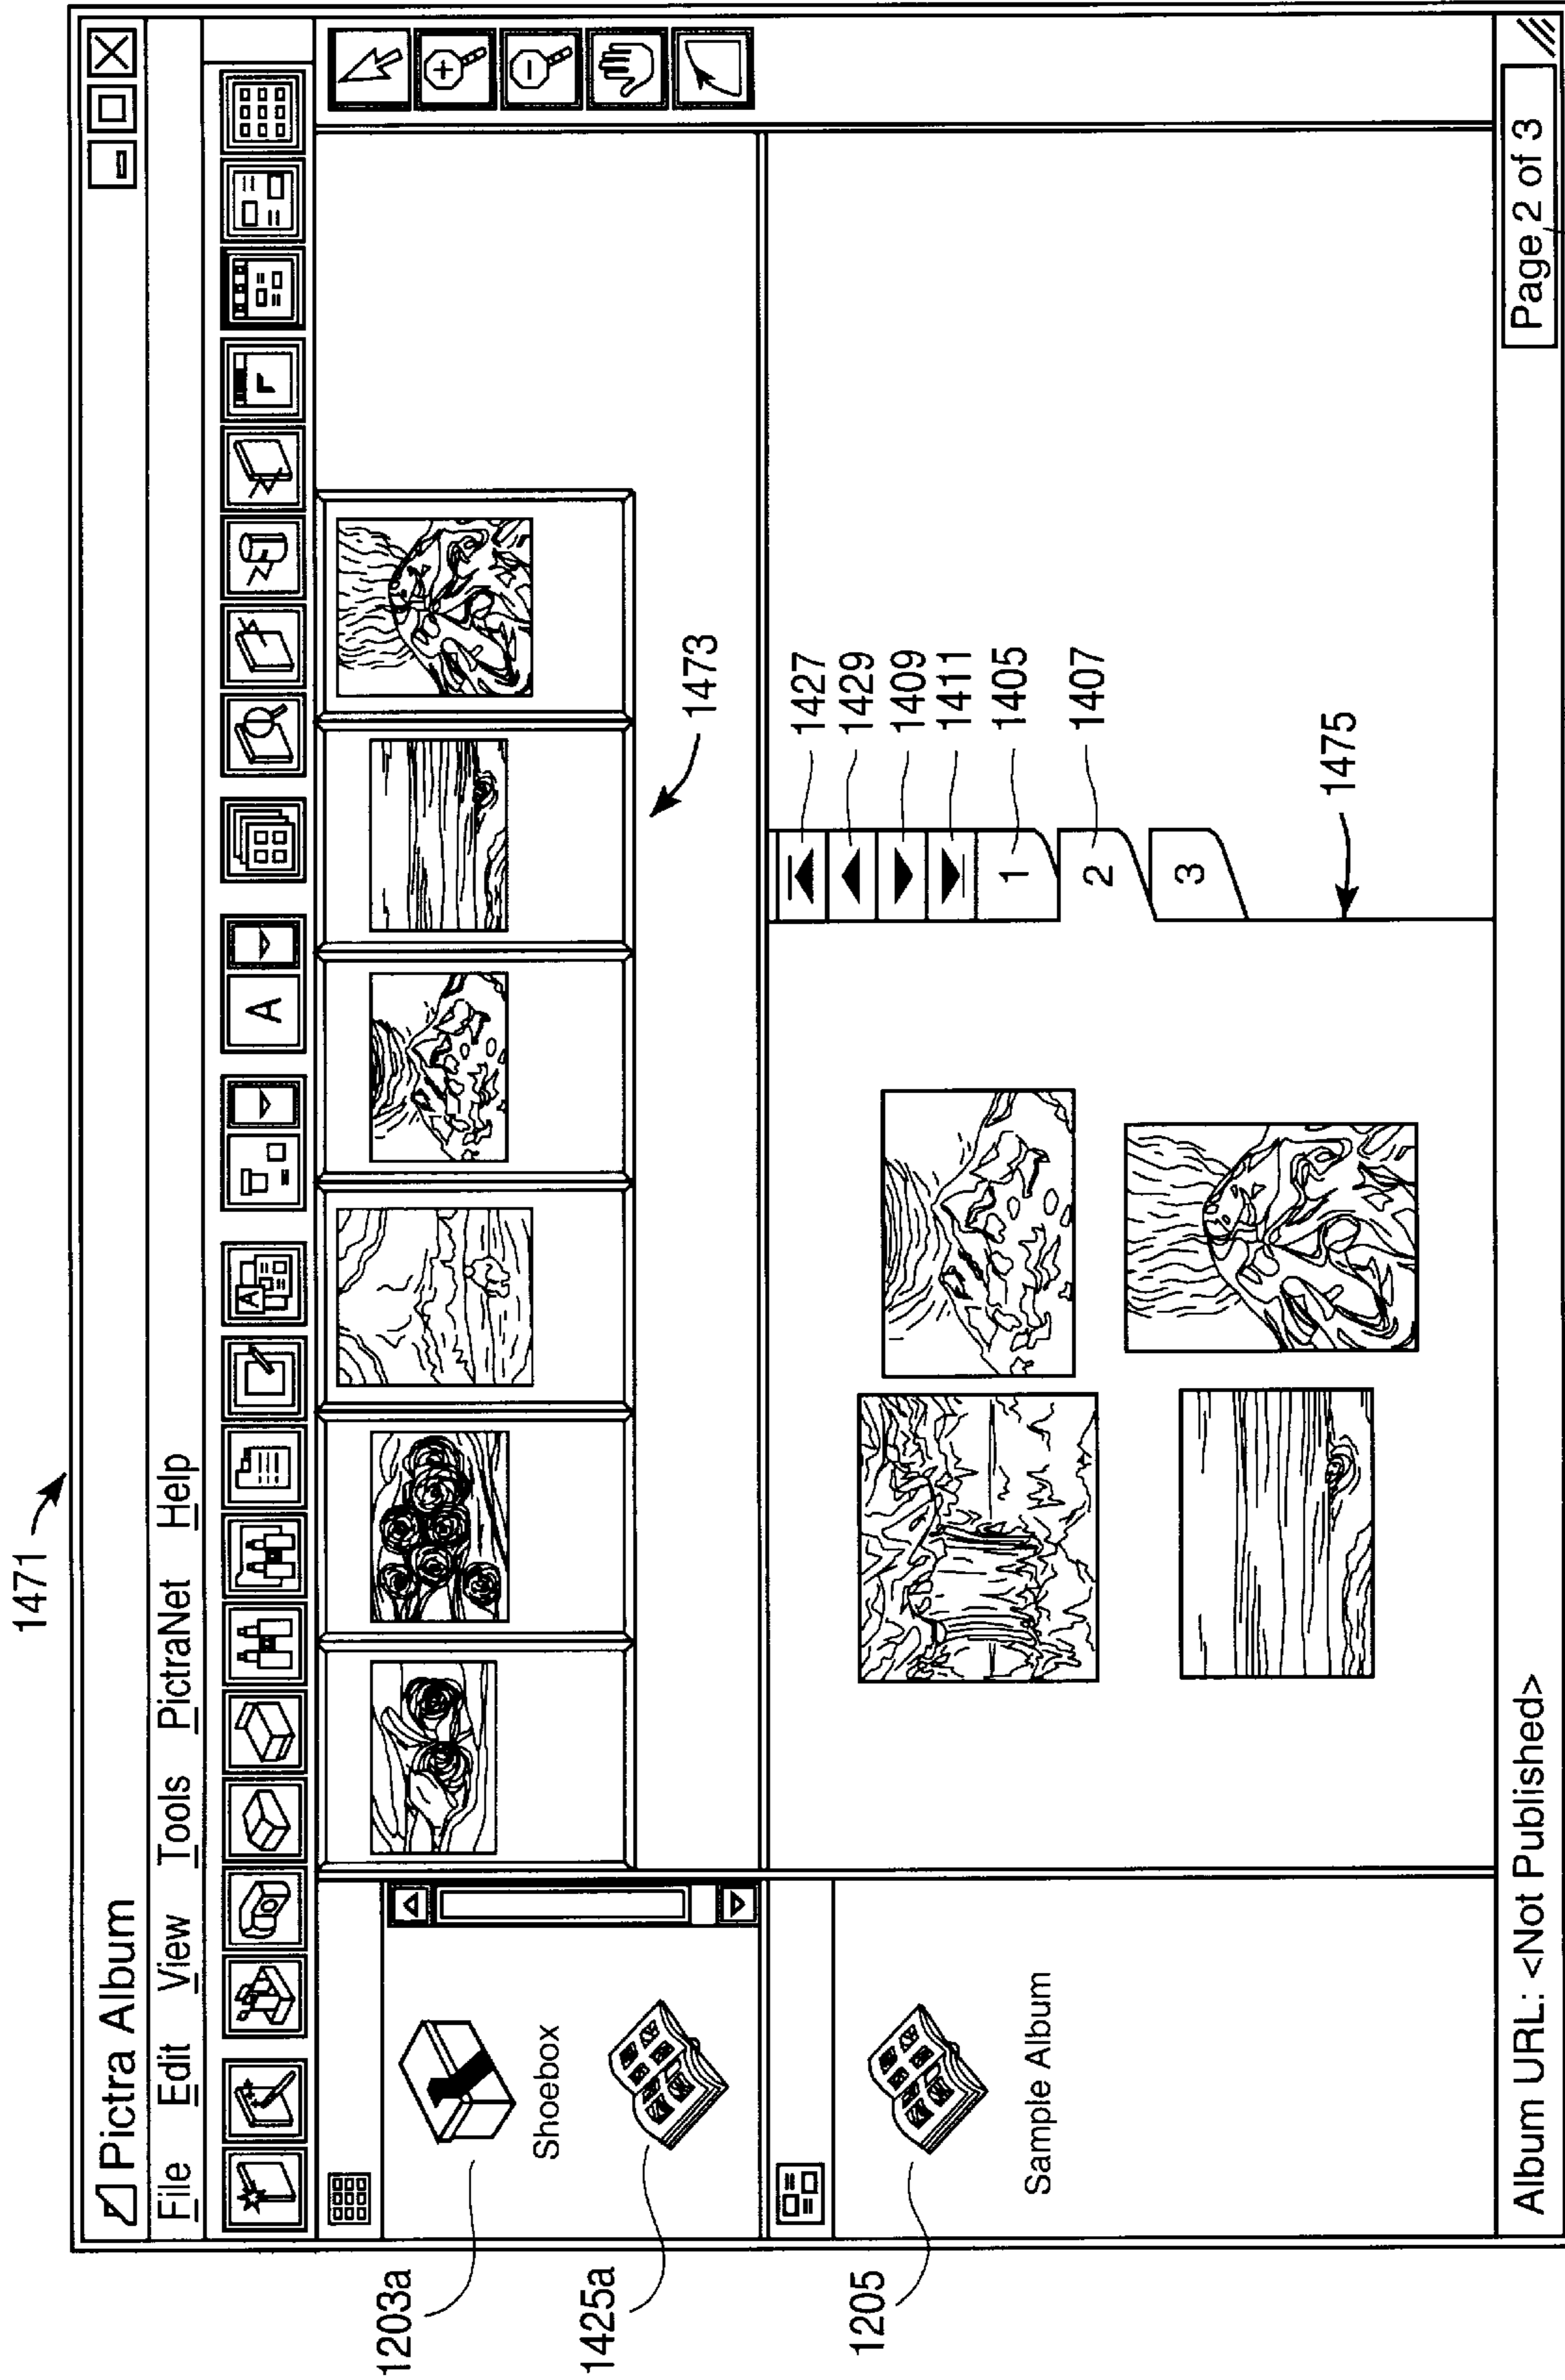 1471
Pictra Album
File Edit View Tools PictraNet Help
A
A
1203a
Shoebox
1425a
1473
1205
Sample Album
1427
1429
1409
1411
1
1405
2
1407
3
1475
Album URL: <Not Published>
Page 2 of 3